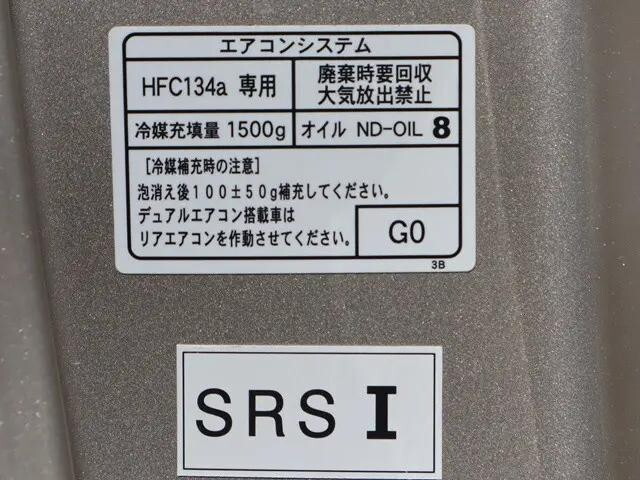 エアコンシステム
HFC134a 専用
廃棄時要回収
大気放出禁止
冷媒充填量 1500g
オイル ND-OIL 8
［冷媒補充時の注意］
泡消え後１００±５０g補充してください。
デュアルエアコン搭載車は
リアエアコンを作動させてください。
G0
3B
SRS I